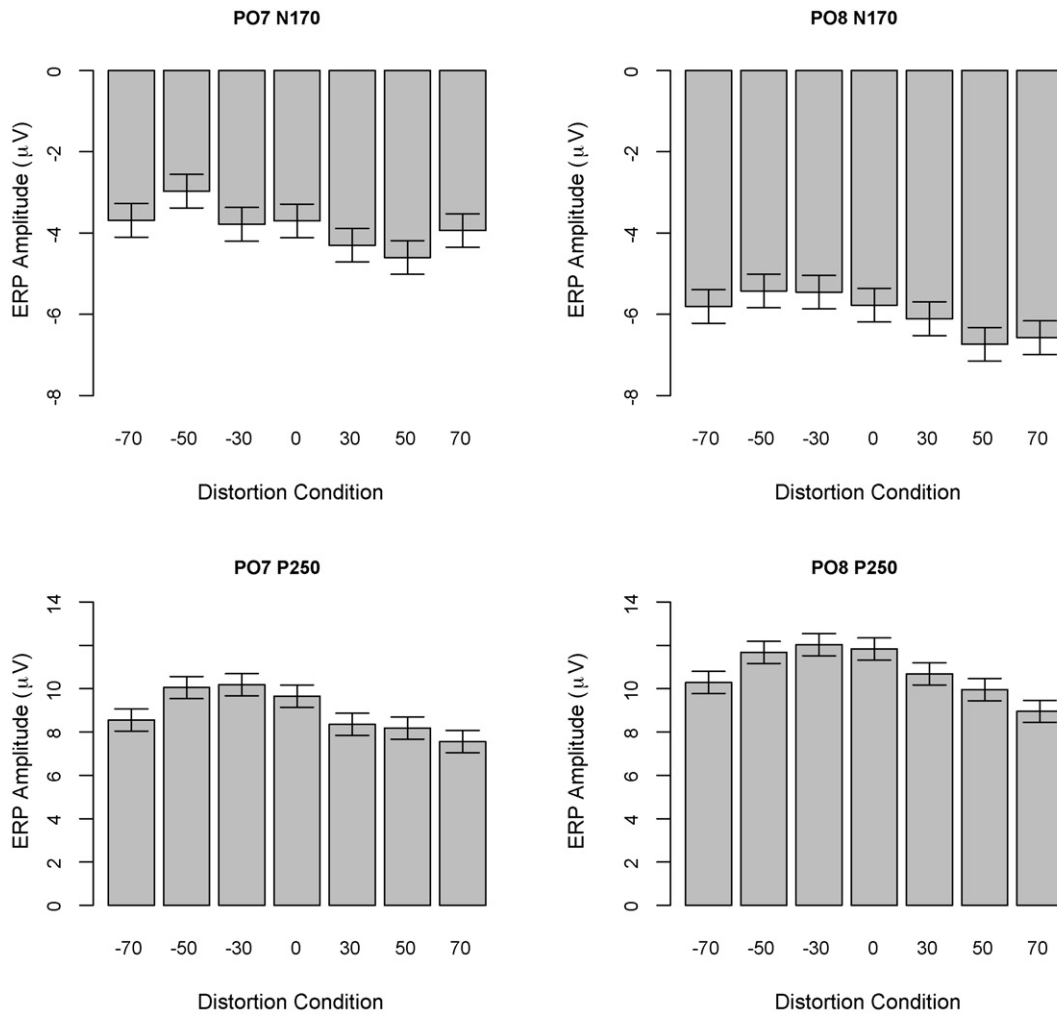 PO7 N170
ERP Amplitude (μV)
0
-2
-4
-6
-8
-70 -50 -30 0 30 50 70
Distortion Condition
PO8 N170
ERP Amplitude (μV)
0
-2
-4
-6
-8
-70 -50 -30 0 30 50 70
Distortion Condition
PO7 P250
ERP Amplitude (μV)
14
10
8
6
4
2
0
-70 -50 -30 0 30 50 70
Distortion Condition
PO8 P250
ERP Amplitude (μV)
14
10
8
6
4
2
0
-70 -50 -30 0 30 50 70
Distortion Condition